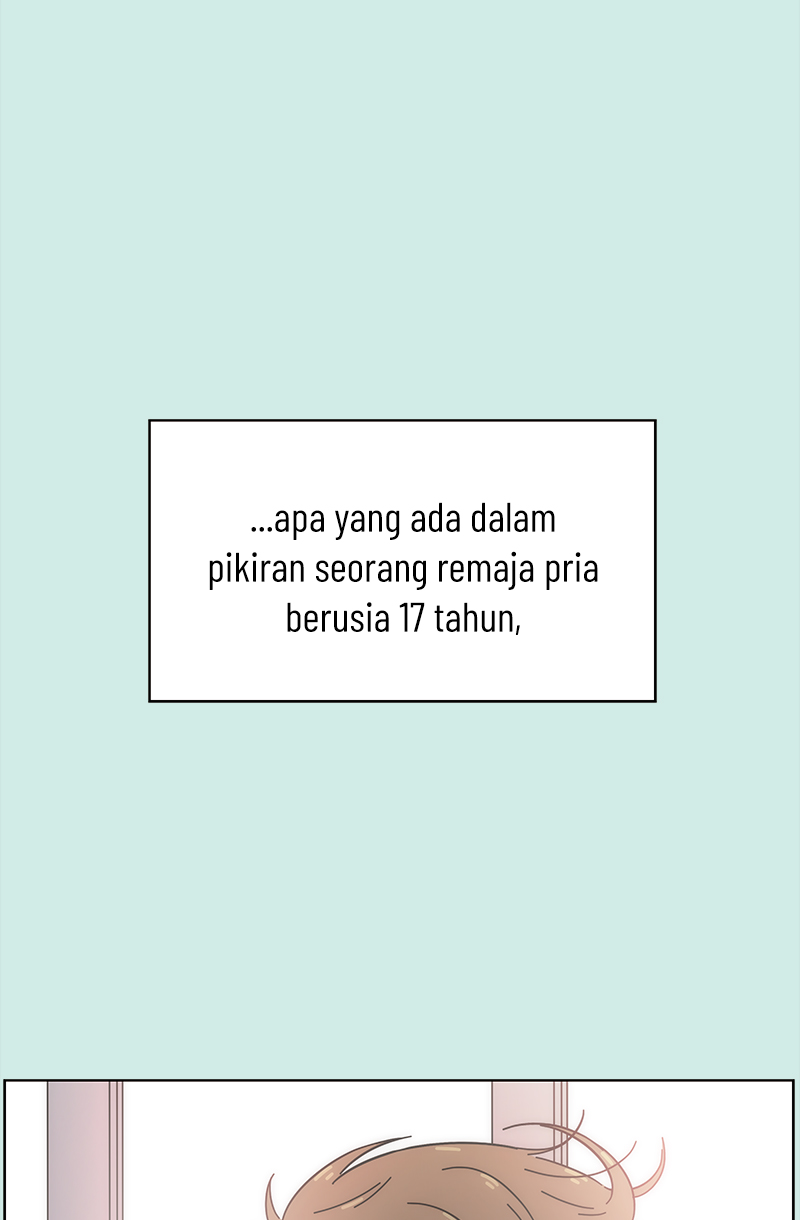 ...apa yang ada dalam
pikiran seorang remaja pria
berusia 17 tahun,